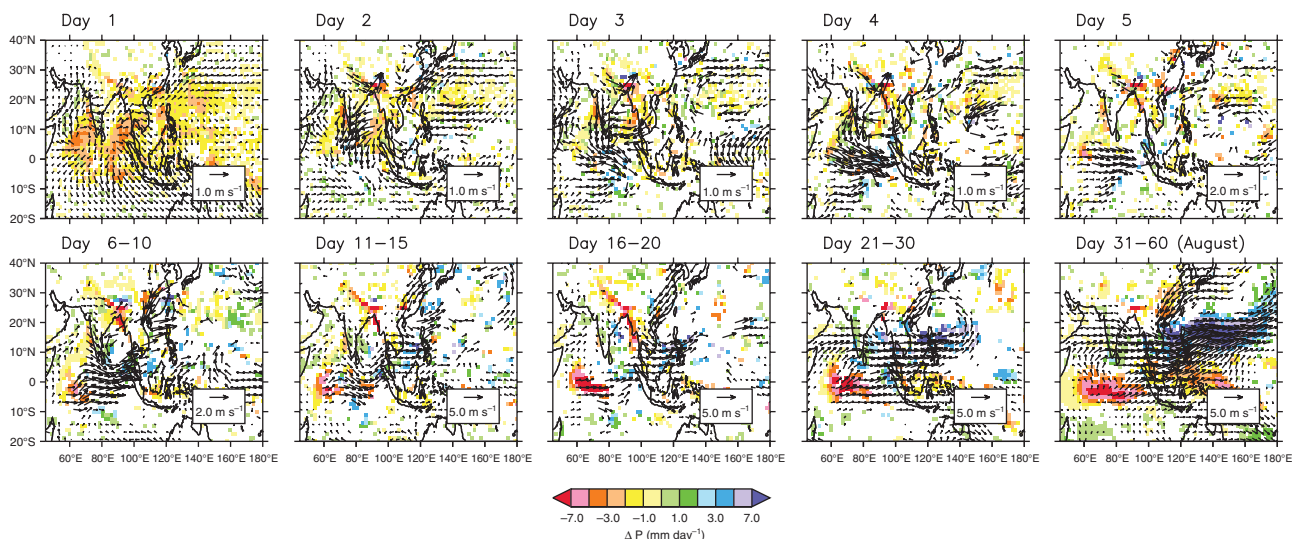 Day 1
Day 2
Day 3
Day 4
Day 5
40°N
30°N
20°N
10°N
0
10°S
20°S
1.0 m s⁻¹
1.0 m s⁻¹
1.0 m s⁻¹
1.0 m s⁻¹
2.0 m s⁻¹
Day 6–10
Day 11–15
Day 16–20
Day 21–30
Day 31–60 (August)
40°N
30°N
20°N
10°N
0
10°S
20°S
2.0 m s⁻¹
5.0 m s⁻¹
5.0 m s⁻¹
5.0 m s⁻¹
5.0 m s⁻¹
60°E 80°E 100°E 120°E 140°E 160°E 180°E
60°E 80°E 100°E 120°E 140°E 160°E 180°E
60°E 80°E 100°E 120°E 140°E 160°E 180°E
60°E 80°E 100°E 120°E 140°E 160°E 180°E
60°E 80°E 100°E 120°E 140°E 160°E 180°E
−7.0 −3.0 −1.0 1.0 3.0 7.0
Δ P (mm day⁻¹)